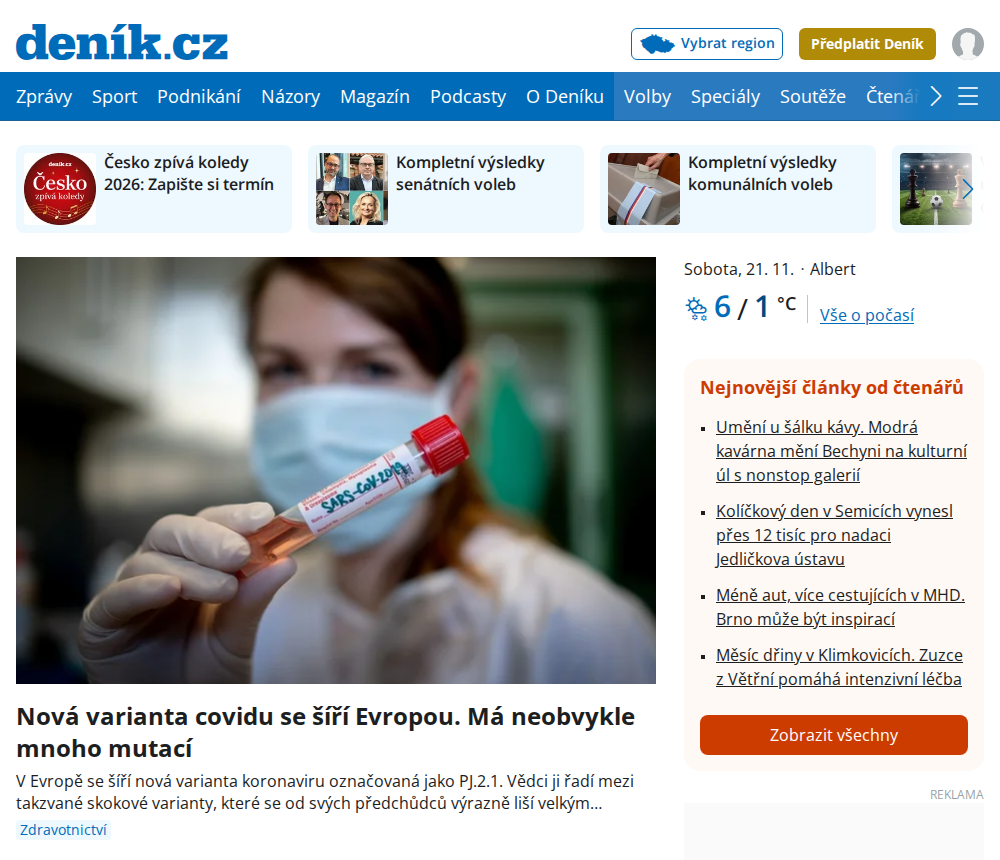 deník.cz
Vybrat region
Předplatit Deník
Zprávy Sport Podnikání Názory Magazín Podcasty O Deníku Volby Speciály Soutěže
deník.cz
Česko
zpívá koledy
Česko zpívá koledy
2026: Zapište si termín
Kompletní výsledky
senátních voleb
Kompletní výsledky
komunálních voleb
SARS-CoV-2019
Nová varianta covidu se šíří Evropou. Má neobvykle
mnoho mutací
V Evropě se šíří nová varianta koronaviru označovaná jako PJ.2.1. Vědci ji řadí mezi
takzvané skokové varianty, které se od svých předchůdců výrazně liší velkým...
Zdravotnictví
Sobota, 21. 11. · Albert
6 / 1 °C
Vše o počasí
Nejnovější články od čtenářů
Umění u šálku kávy. Modrá
kavárna mění Bechyni na kulturní
úl s nonstop galerií
Kolíčkový den v Semicích vynesl
přes 12 tisíc pro nadaci
Jedličkova ústavu
Méně aut, více cestujících v MHD.
Brno může být inspirací
Měsíc dřiny v Klimkovicích. Zuzce
z Větřní pomáhá intenzivní léčba
Zobrazit všechny
REKLAMA